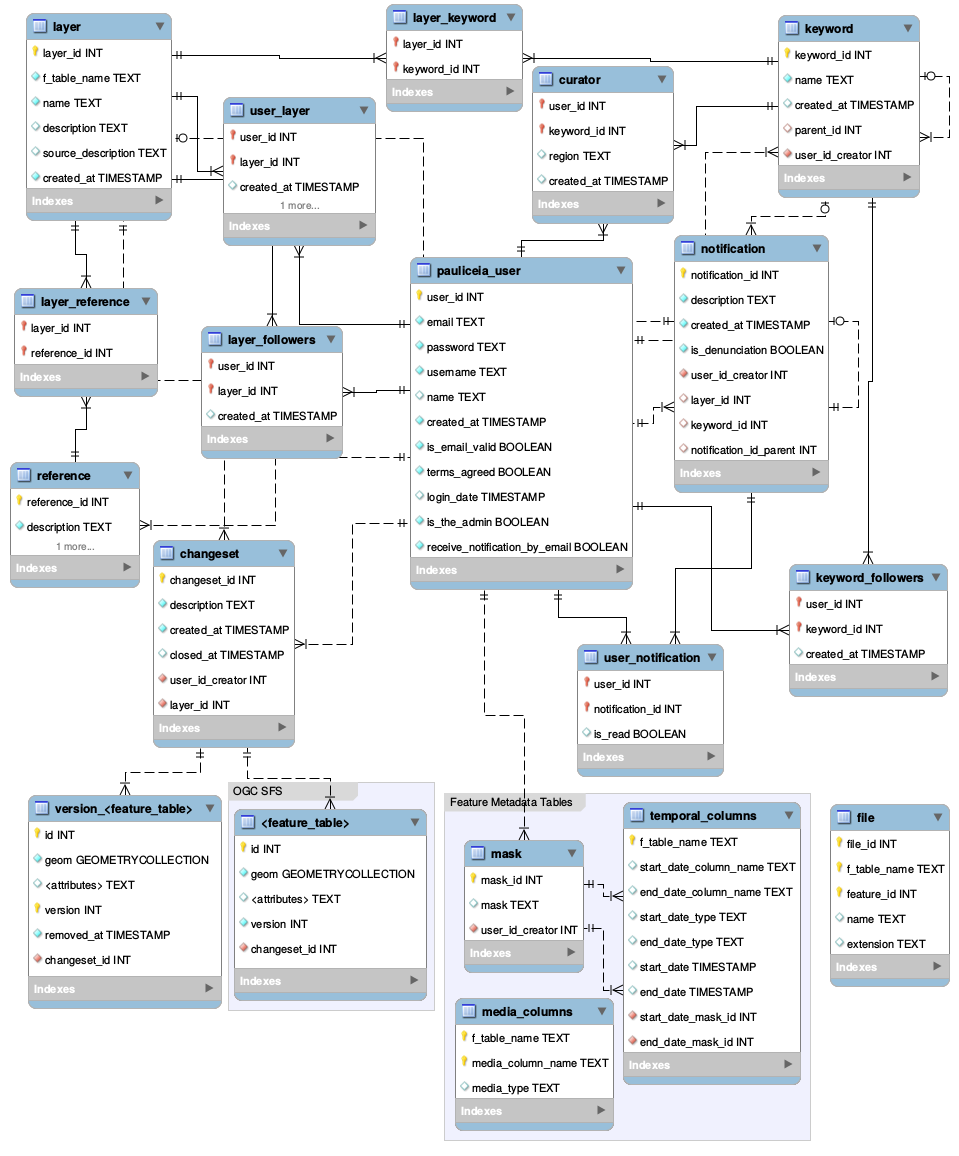 layer
layer_id INT
f_table_name TEXT
name TEXT
description TEXT
source_description TEXT
created_at TIMESTAMP
Indexes
layer_keyword
layer_id INT
keyword_id INT
Indexes
keyword
keyword_id INT
name TEXT
created_at TIMESTAMP
parent_id INT
user_id_creator INT
Indexes
curator
user_id INT
keyword_id INT
region TEXT
created_at TIMESTAMP
Indexes
user_layer
user_id INT
layer_id INT
created_at TIMESTAMP
1 more...
Indexes
notification
notification_id INT
description TEXT
created_at TIMESTAMP
is_denunciation BOOLEAN
user_id_creator INT
layer_id INT
keyword_id INT
notification_id_parent INT
Indexes
pauliceia_user
user_id INT
email TEXT
password TEXT
username TEXT
name TEXT
created_at TIMESTAMP
is_email_valid BOOLEAN
terms_agreed BOOLEAN
login_date TIMESTAMP
is_the_admin BOOLEAN
receive_notification_by_email BOOLEAN
Indexes
layer_reference
layer_id INT
reference_id INT
Indexes
layer_followers
user_id INT
layer_id INT
created_at TIMESTAMP
Indexes
reference
reference_id INT
description TEXT
1 more...
Indexes
changeset
changeset_id INT
description TEXT
created_at TIMESTAMP
closed_at TIMESTAMP
user_id_creator INT
layer_id INT
Indexes
keyword_followers
user_id INT
keyword_id INT
created_at TIMESTAMP
Indexes
user_notification
user_id INT
notification_id INT
is_read BOOLEAN
Indexes
version_<feature_table>
id INT
geom GEOMETRYCOLLECTION
<attributes> TEXT
version INT
removed_at TIMESTAMP
changeset_id INT
Indexes
OGC SFS
<feature_table>
id INT
geom GEOMETRYCOLLECTION
<attributes> TEXT
version INT
changeset_id INT
Indexes
Feature Metadata Tables
mask
mask_id INT
mask TEXT
user_id_creator INT
Indexes
temporal_columns
f_table_name TEXT
start_date_column_name TEXT
end_date_column_name TEXT
start_date_type TEXT
end_date_type TEXT
start_date TIMESTAMP
end_date TIMESTAMP
start_date_mask_id INT
end_date_mask_id INT
Indexes
media_columns
f_table_name TEXT
media_column_name TEXT
media_type TEXT
Indexes
file
file_id INT
f_table_name TEXT
feature_id INT
name TEXT
extension TEXT
Indexes